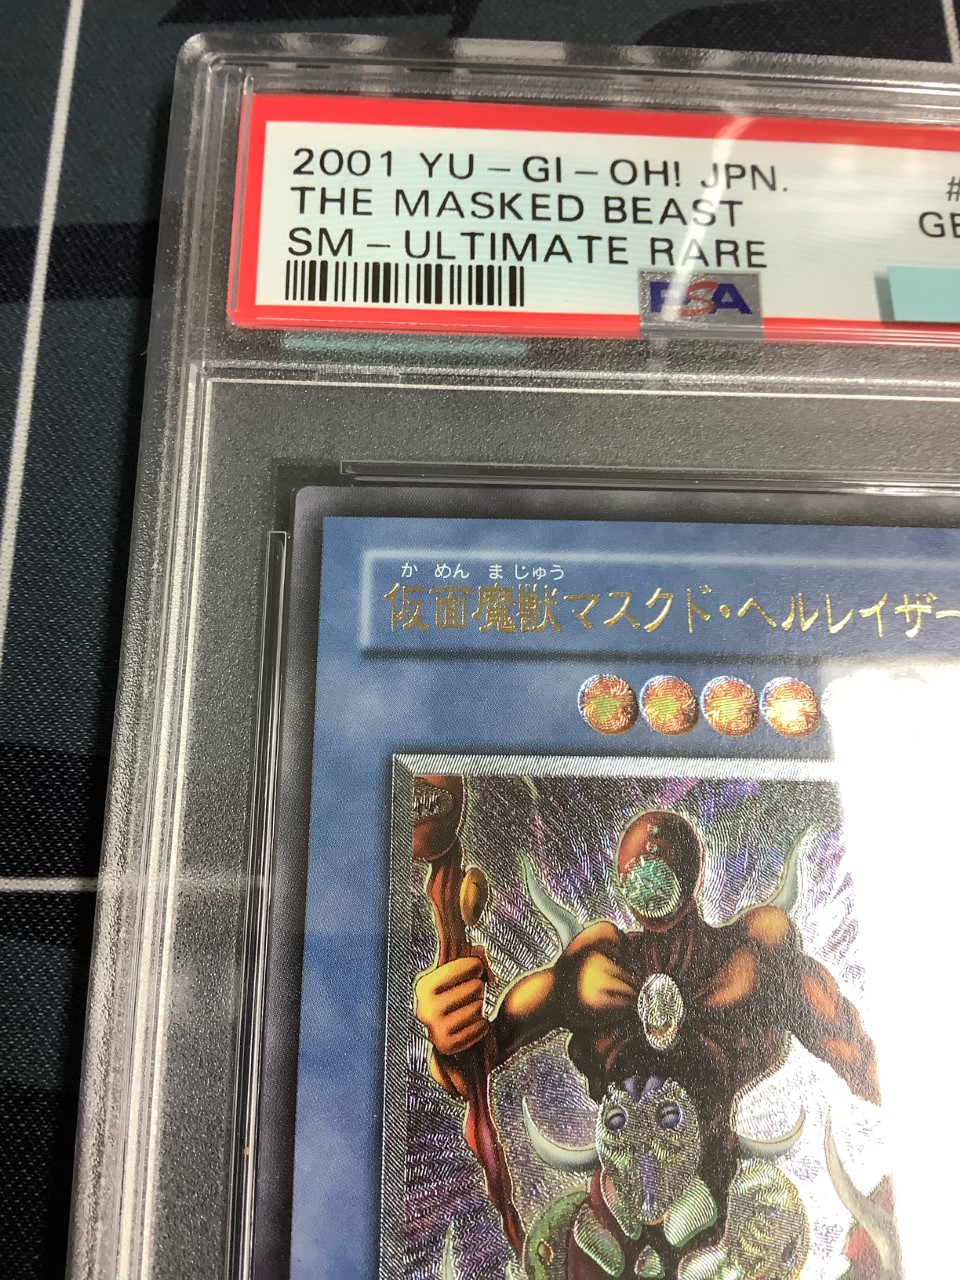 2001 YU-GI-OH! JPN.
#
THE MASKED BEAST
GE
SM-ULTIMATE RARE
PSA
かめんまじゅう
仮面魔獣マスクド・ヘルレイザー